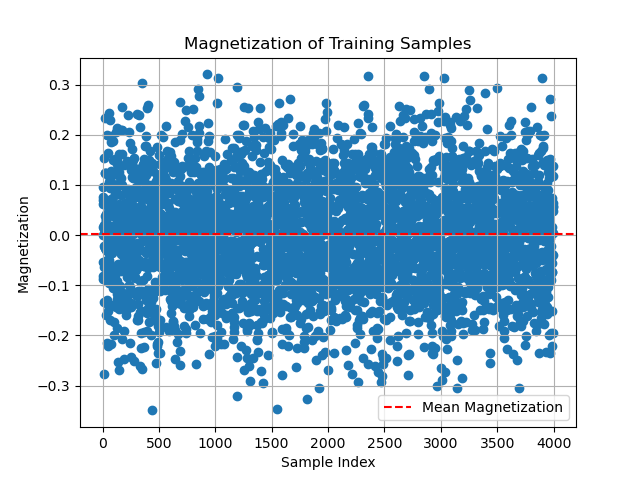 Magnetization of Training Samples
0.3
0.2
0.1
0.0
−0.1
−0.2
−0.3
Magnetization
Mean Magnetization
0 500 1000 1500 2000 2500 3000 3500 4000
Sample Index